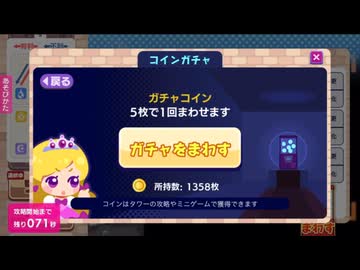 コインガチャ
戻る
あそびかた
ガチャコイン
5枚で1回まわせます
ガチャをまわす
所持数: 1358枚
攻略開始まで
残り071秒
コインはタワーの攻略やミニゲームで獲得できます
まわす